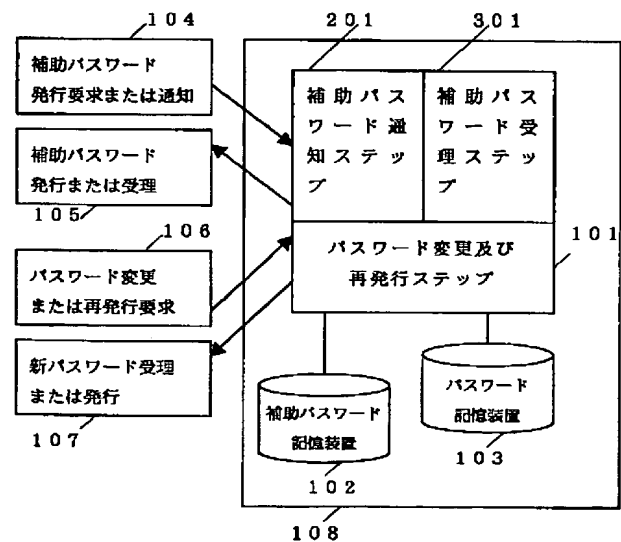 104
補助パスワード
発行要求または通知
補助パスワード
発行または受理
105
106
パスワード変更
または再発行要求
新パスワード受理
または発行
107
201
301
補助パス
ワード通
知ステッ
プ
補助パス
ワード受
理ステッ
プ
パスワード変更及び
再発行ステップ
101
補助パスワード
記憶装置
102
パスワード
記憶装置
103
108